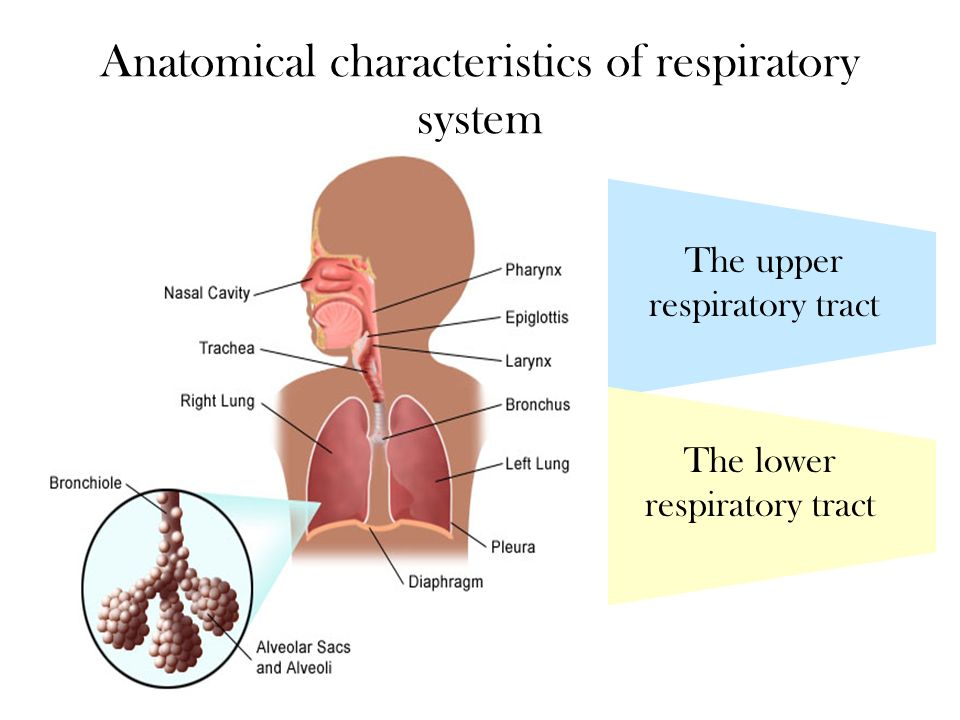 Anatomical characteristics of respiratory
system
Nasal Cavity
Trachea
Right Lung
Bronchiole
Alveolar Sacs
and Alveoli
Pharynx
Epiglottis
Larynx
Bronchus
Left Lung
Pleura
Diaphragm
The upper
respiratory tract
The lower
respiratory tract